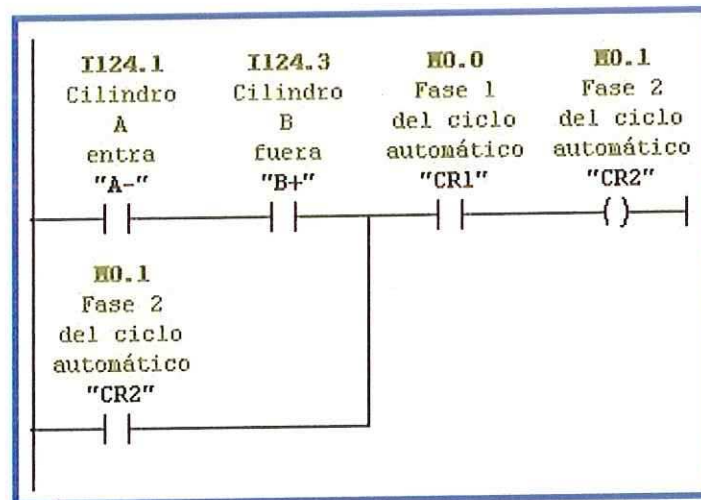 I124.1 I124.3 M0.0 M0.1
Cilindro Cilindro Fase 1 Fase 2
A B del ciclo del ciclo
entra fuera automático automático
"A-" "B+" "CR1" "CR2"
M0.1
Fase 2
del ciclo
automático
"CR2"